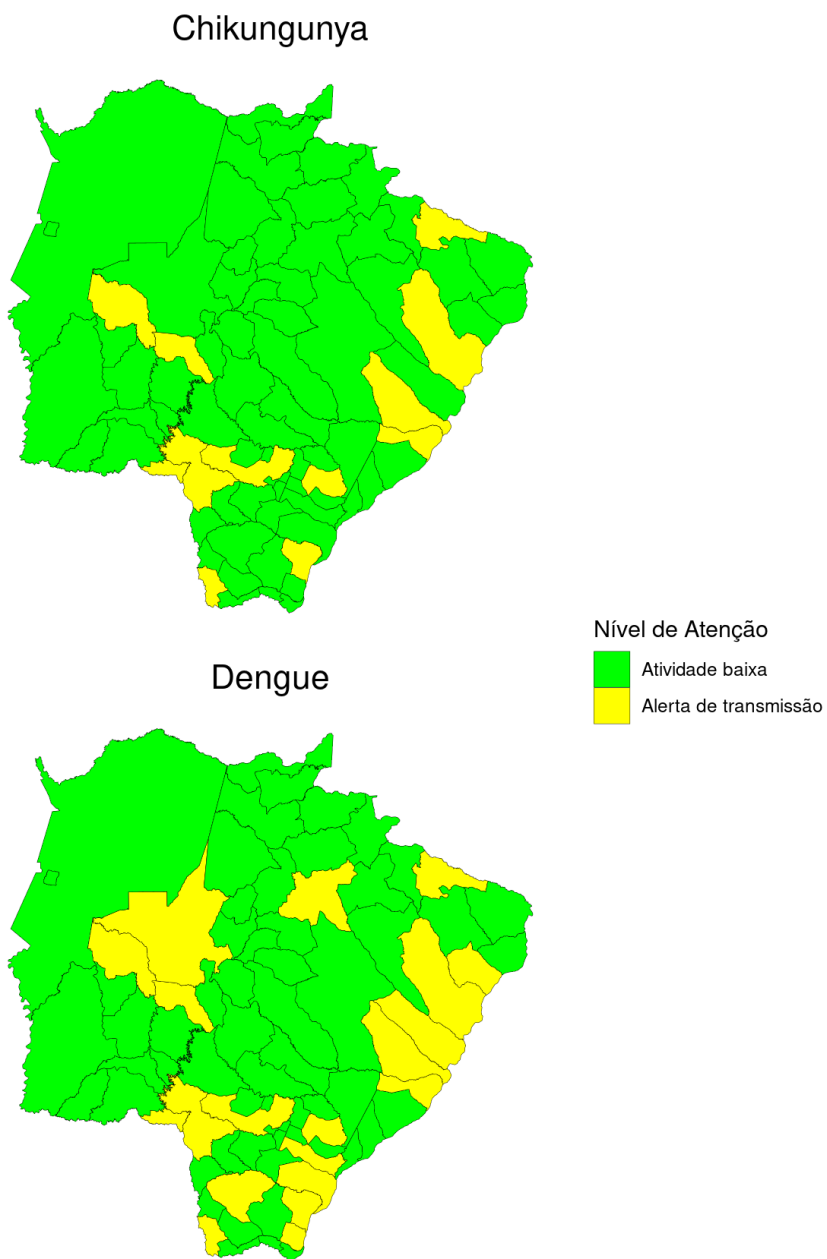 Chikungunya
Nível de Atenção
Atividade baixa
Alerta de transmissão
Dengue